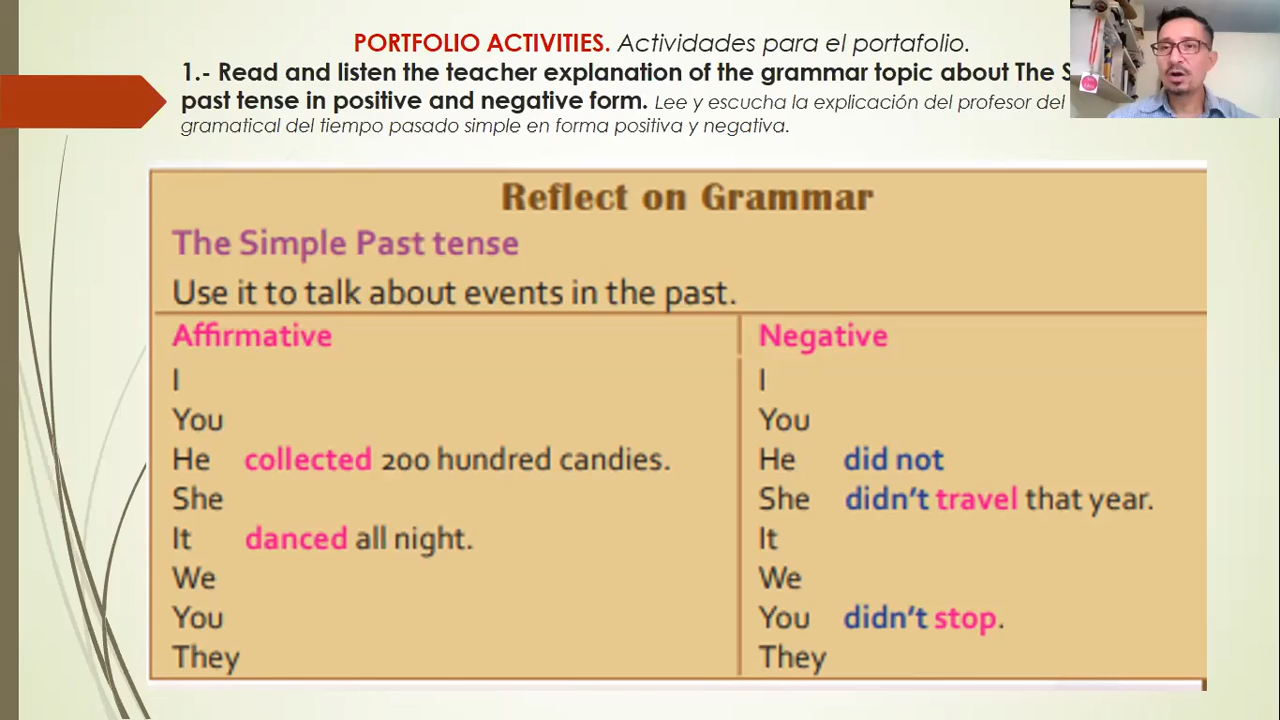 PORTFOLIO ACTIVITIES. Actividades para el portafolio.
1.- Read and listen the teacher explanation of the grammar topic about The S
past tense in positive and negative form. Lee y escucha la explicación del profesor del
gramatical del tiempo pasado simple en forma positiva y negativa.
Reflect on Grammar
The Simple Past tense
Use it to talk about events in the past.
Affirmative
I
You
He collected 200 hundred candies.
She
It danced all night.
We
You
They
Negative
I
You
He did not
She didn't travel that year.
It
We
You didn't stop.
They